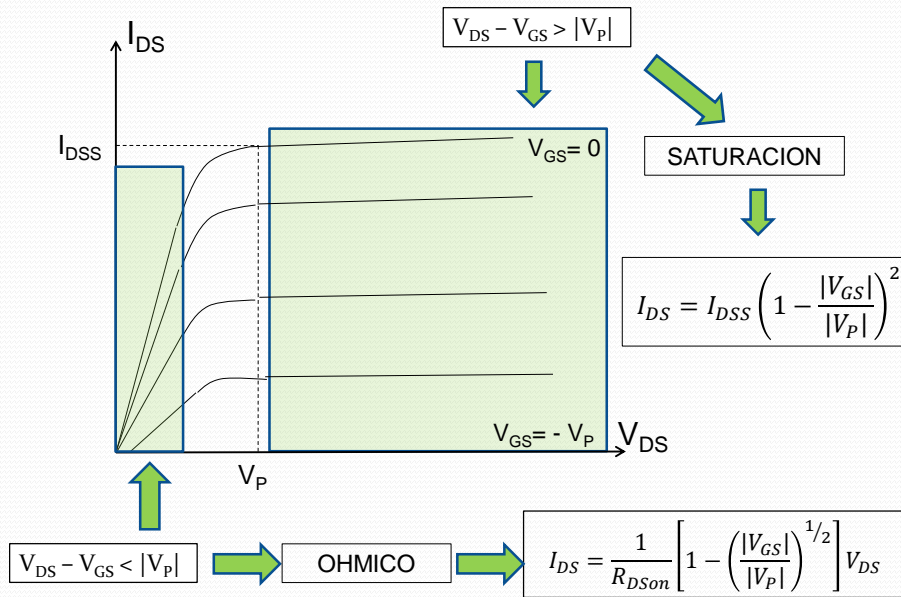 I_DS
V_DS – V_GS > |V_P|
I_DSS
V_GS= 0
SATURACION
I_DS = I_DSS (1 − |V_GS| / |V_P|)^2
V_GS= - V_P
V_DS
V_P
V_DS – V_GS < |V_P|
OHMICO
I_DS = 1 / R_DSon [1 − (|V_GS| / |V_P|)^1/2] V_DS